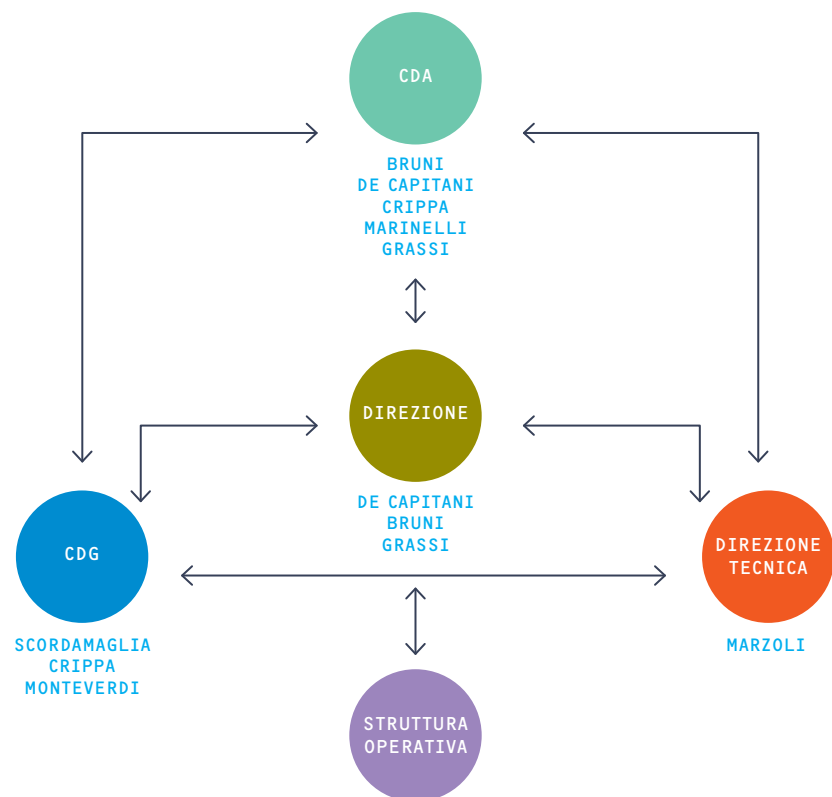 CDA
BRUNI
DE CAPITANI
CRIPPA
MARINELLI
GRASSI
DIREZIONE
DE CAPITANI
BRUNI
GRASSI
CDG
SCORDAMAGLIA
CRIPPA
MONTEVERDI
DIREZIONE
TECNICA
MARZOLI
STRUTTURA
OPERATIVA